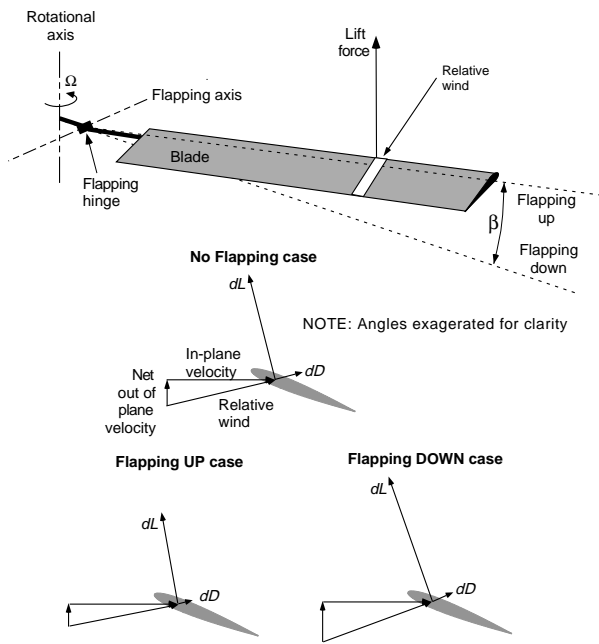 Rotational
axis
Ω
Flapping axis
Flapping
hinge
Blade
Lift
force
Relative
wind
β
Flapping
up
Flapping
down
No Flapping case
dL
NOTE: Angles exagerated for clarity
In-plane
velocity
dD
Net
out of
plane
velocity
Relative
wind
Flapping UP case
dL
dD
Flapping DOWN case
dL
dD